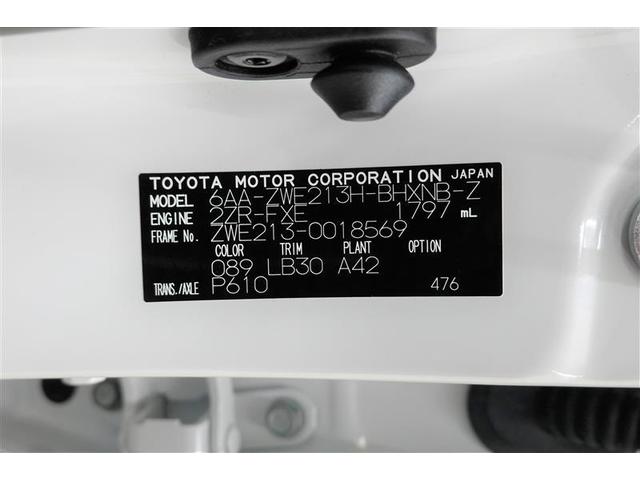 TOYOTA MOTOR CORPORATION JAPAN
MODEL 6AA-ZWE213H-BHXNB-Z
ENGINE 2ZR-FXE 1797 mL
FRAME No. ZWE213-0018569
COLOR TRIM PLANT OPTION
089 LB30 A42
TRANS./AXLE P610 476